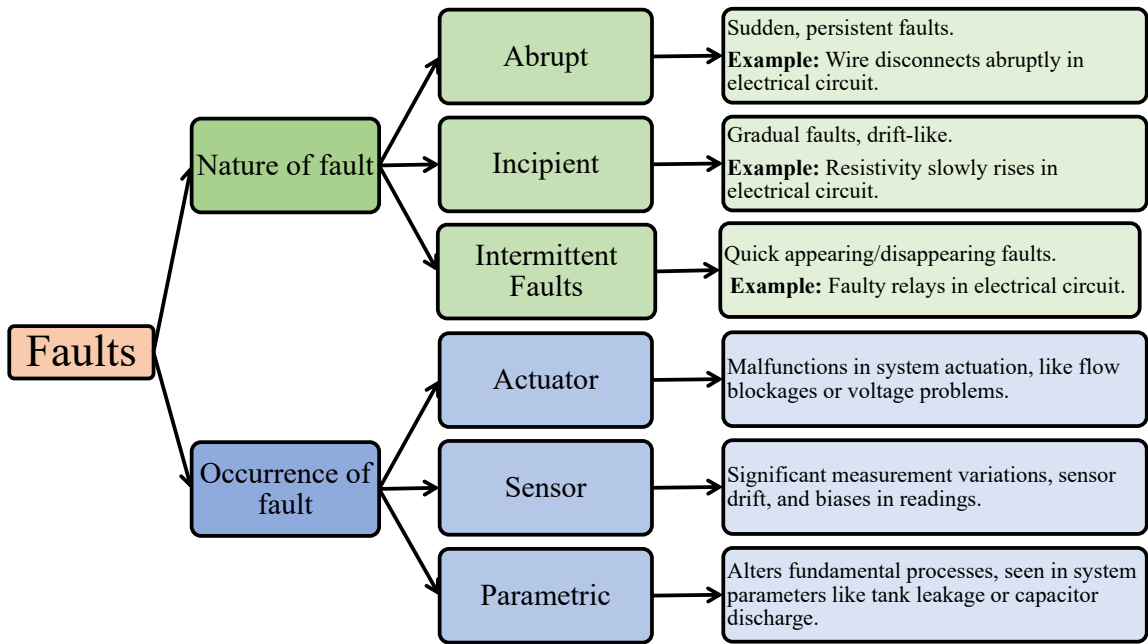 Faults
Nature of fault
Abrupt
Sudden, persistent faults.
Example: Wire disconnects abruptly in
electrical circuit.
Incipient
Gradual faults, drift-like.
Example: Resistivity slowly rises in
electrical circuit.
Intermittent
Faults
Quick appearing/disappearing faults.
Example: Faulty relays in electrical circuit.
Occurrence of
fault
Actuator
Malfunctions in system actuation, like flow
blockages or voltage problems.
Sensor
Significant measurement variations, sensor
drift, and biases in readings.
Parametric
Alters fundamental processes, seen in system
parameters like tank leakage or capacitor
discharge.